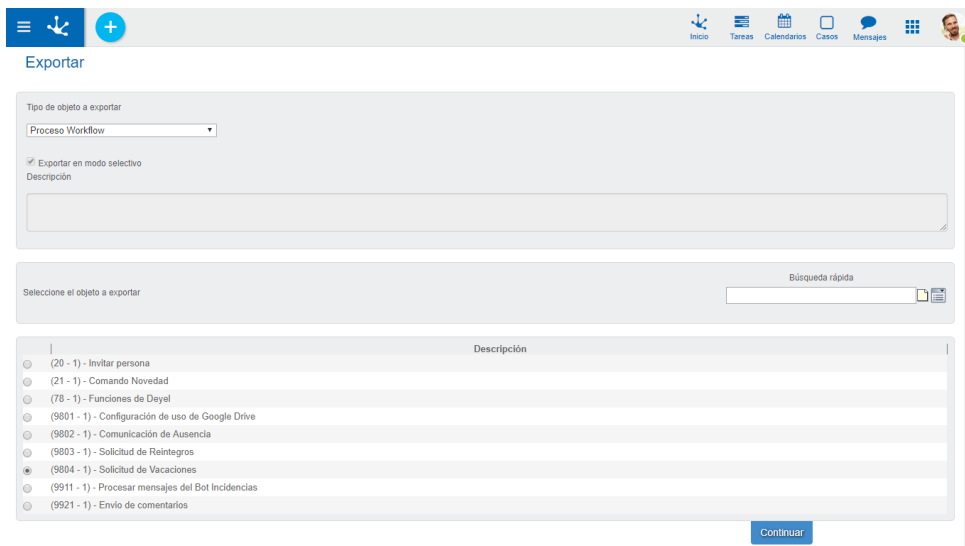 Inicio
Tareas
Calendarios
Casos
Mensajes
Exportar
Tipo de objeto a exportar
Proceso Workflow
Exportar en modo selectivo
Descripción
Búsqueda rápida
Seleccione el objeto a exportar
Descripción
(20 - 1) - Invitar persona
(21 - 1) - Comando Novedad
(78 - 1) - Funciones de Deyel
(9801 - 1) - Configuración de uso de Google Drive
(9802 - 1) - Comunicación de Ausencia
(9803 - 1) - Solicitud de Reintegros
(9804 - 1) - Solicitud de Vacaciones
(9911 - 1) - Procesar mensajes del Bot Incidencias
(9921 - 1) - Envio de comentarios
Continuar